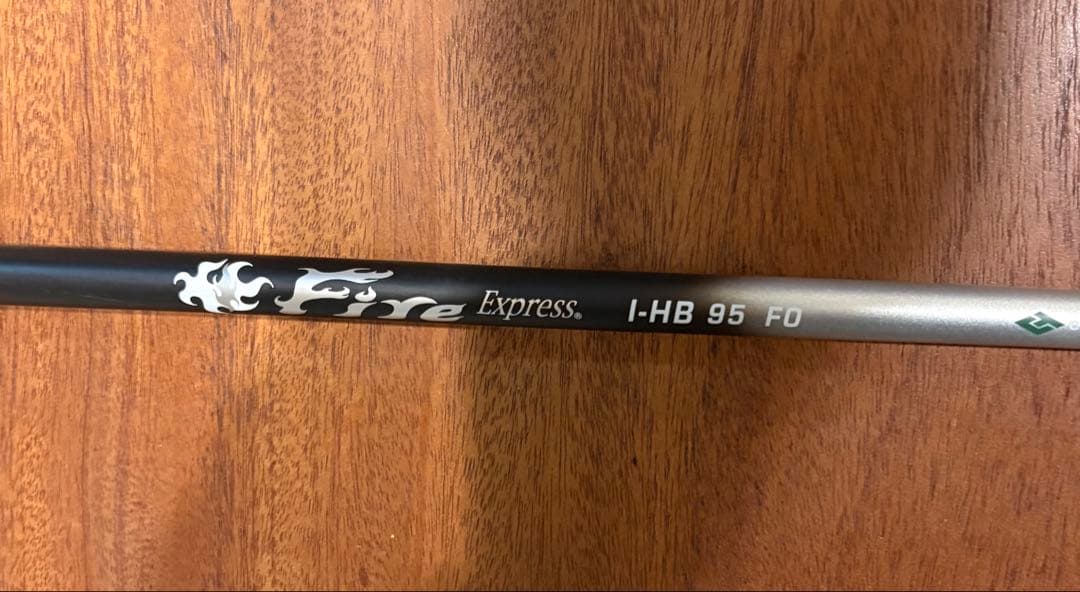 Fire Express® I-HB 95 FO